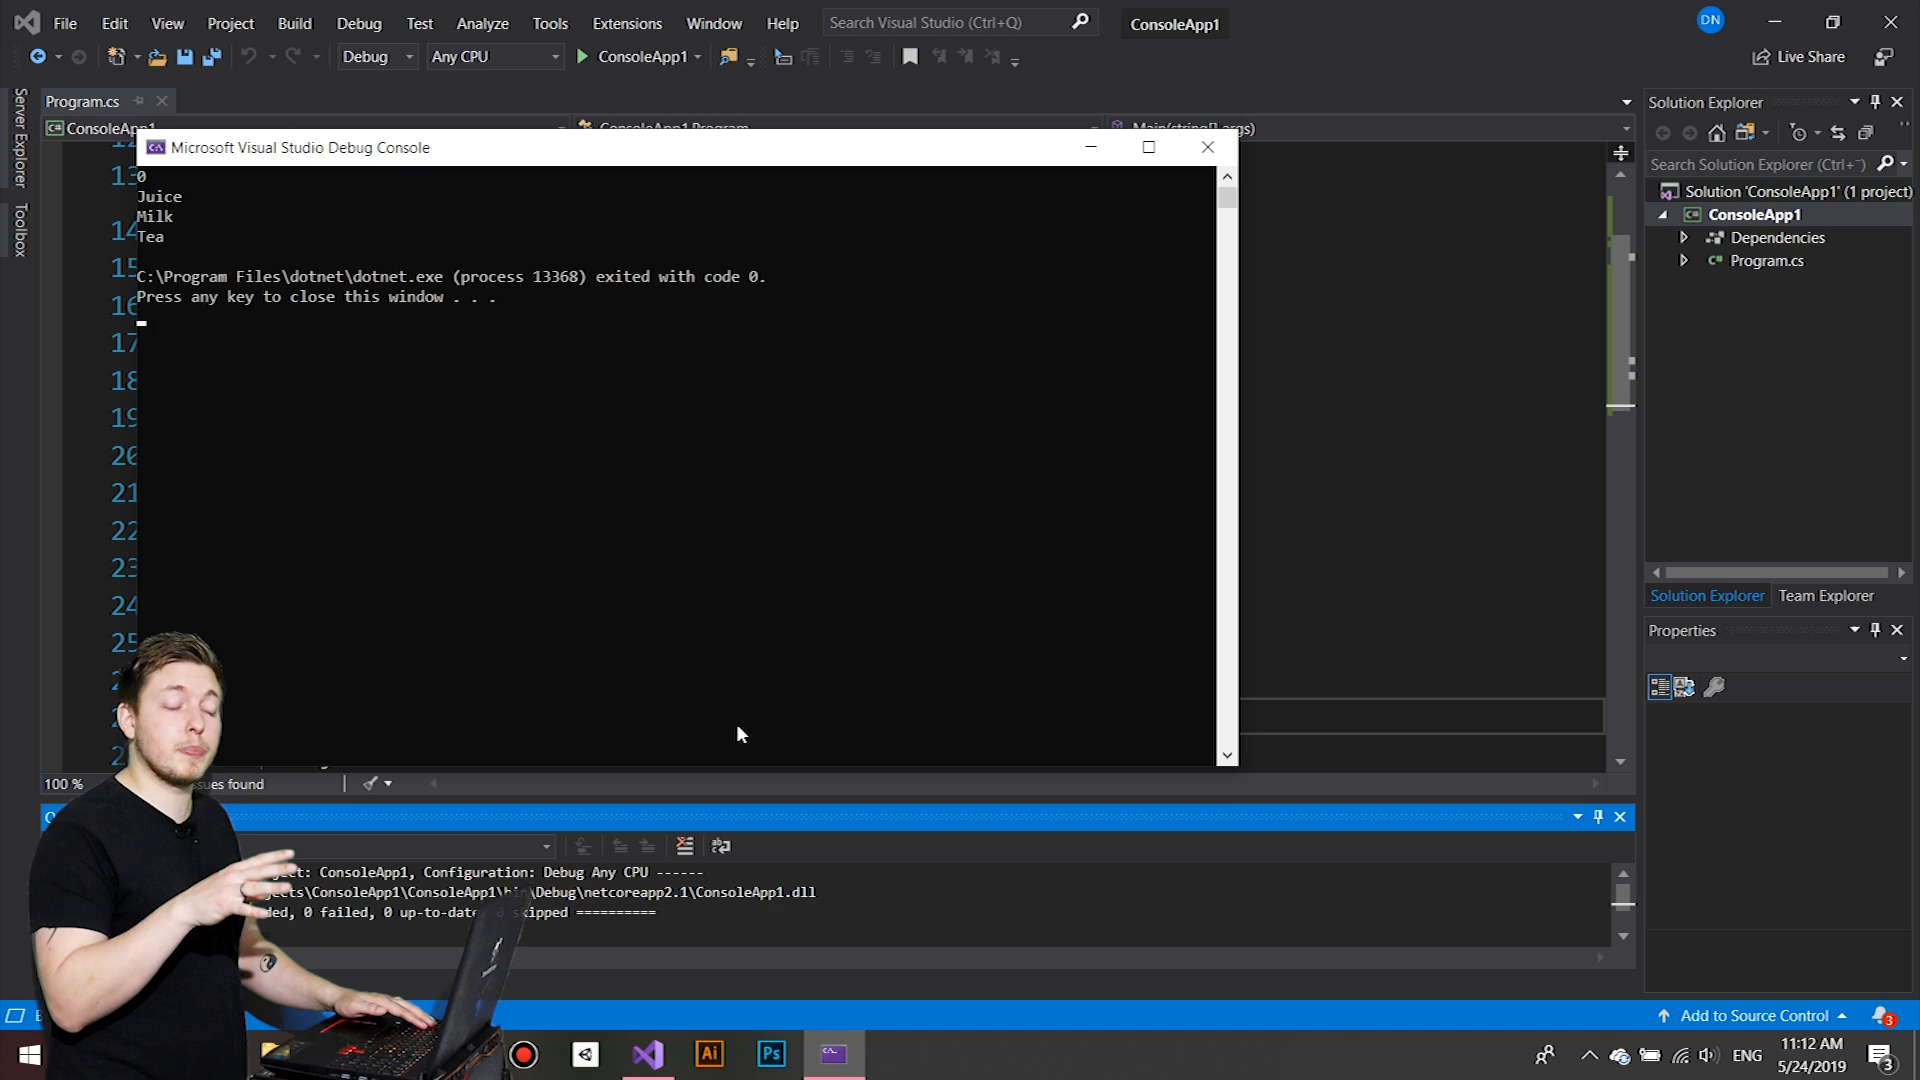 File Edit View Project Build Debug Test Analyze Tools Extensions Window Help Search Visual Studio (Ctrl+Q) ConsoleApp1 DN
Debug Any CPU ConsoleApp1 Live Share
Server Explorer
Toolbox
Program.cs
ConsoleApp1 ConsoleApp1.Program Main(string[] args)
Microsoft Visual Studio Debug Console
0
Juice
Milk
Tea
C:\Program Files\dotnet\dotnet.exe (process 13368) exited with code 0.
Press any key to close this window . . .
12
13
14
15
16
17
18
19
20
21
22
23
24
25
Solution Explorer
Search Solution Explorer (Ctrl+¨)
Solution 'ConsoleApp1' (1 project)
ConsoleApp1
Dependencies
Program.cs
Solution Explorer Team Explorer
Properties
100 % sues found
ject: ConsoleApp1, Configuration: Debug Any CPU ------
jects\ConsoleApp1\ConsoleApp1\bin\Debug\netcoreapp2.1\ConsoleApp1.dll
ded, 0 failed, 0 up-to-date, 0 skipped ==========
Add to Source Control 3
Ai Ps ENG
11:12 AM
5/24/2019
3